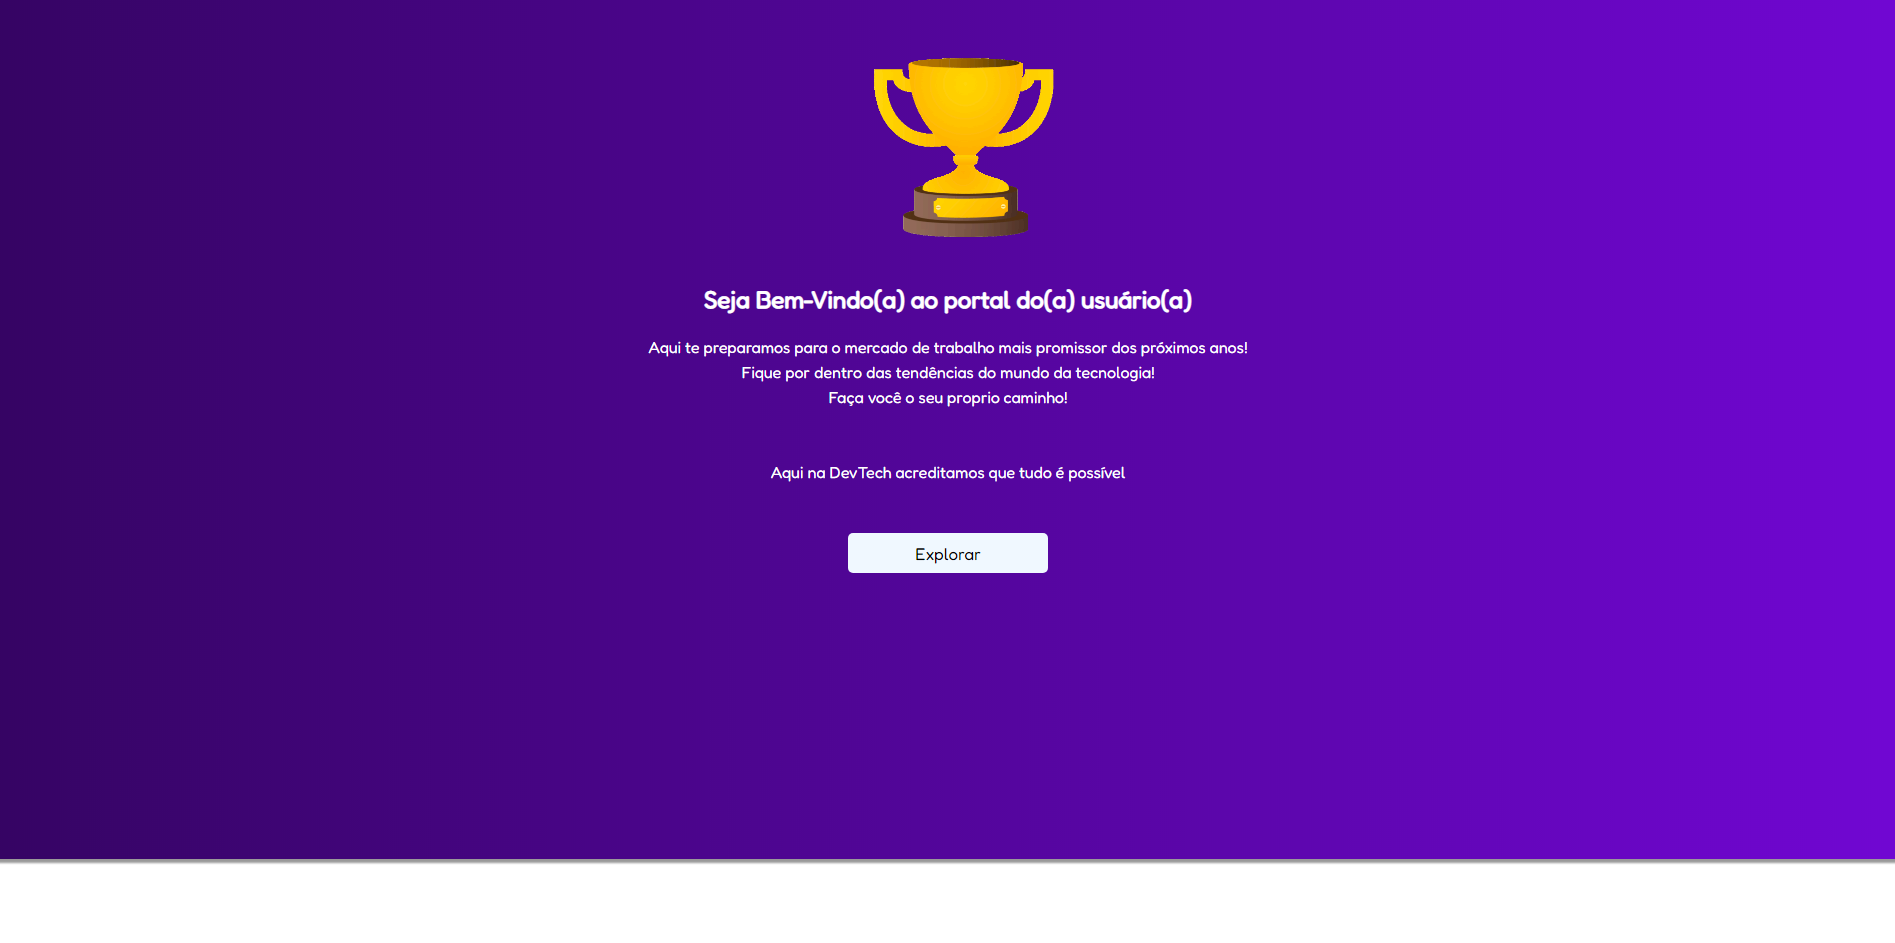 Seja Bem-Vindo(a) ao portal do(a) usuário(a)
Aqui te preparamos para o mercado de trabalho mais promissor dos próximos anos!
Fique por dentro das tendências do mundo da tecnologia!
Faça você o seu proprio caminho!
Aqui na DevTech acreditamos que tudo é possível
Explorar